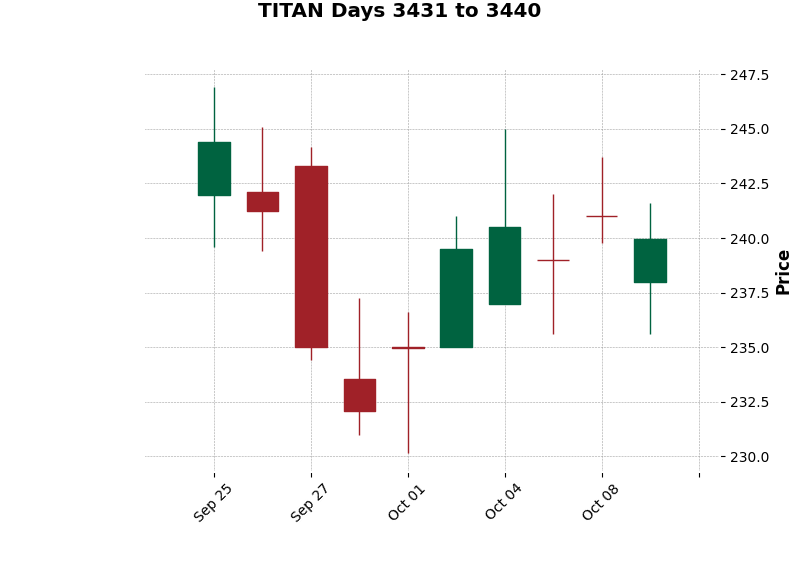 TITAN Days 3431 to 3440
247.5
245.0
242.5
240.0
237.5
235.0
232.5
230.0
Price
Sep 25
Sep 27
Oct 01
Oct 04
Oct 08